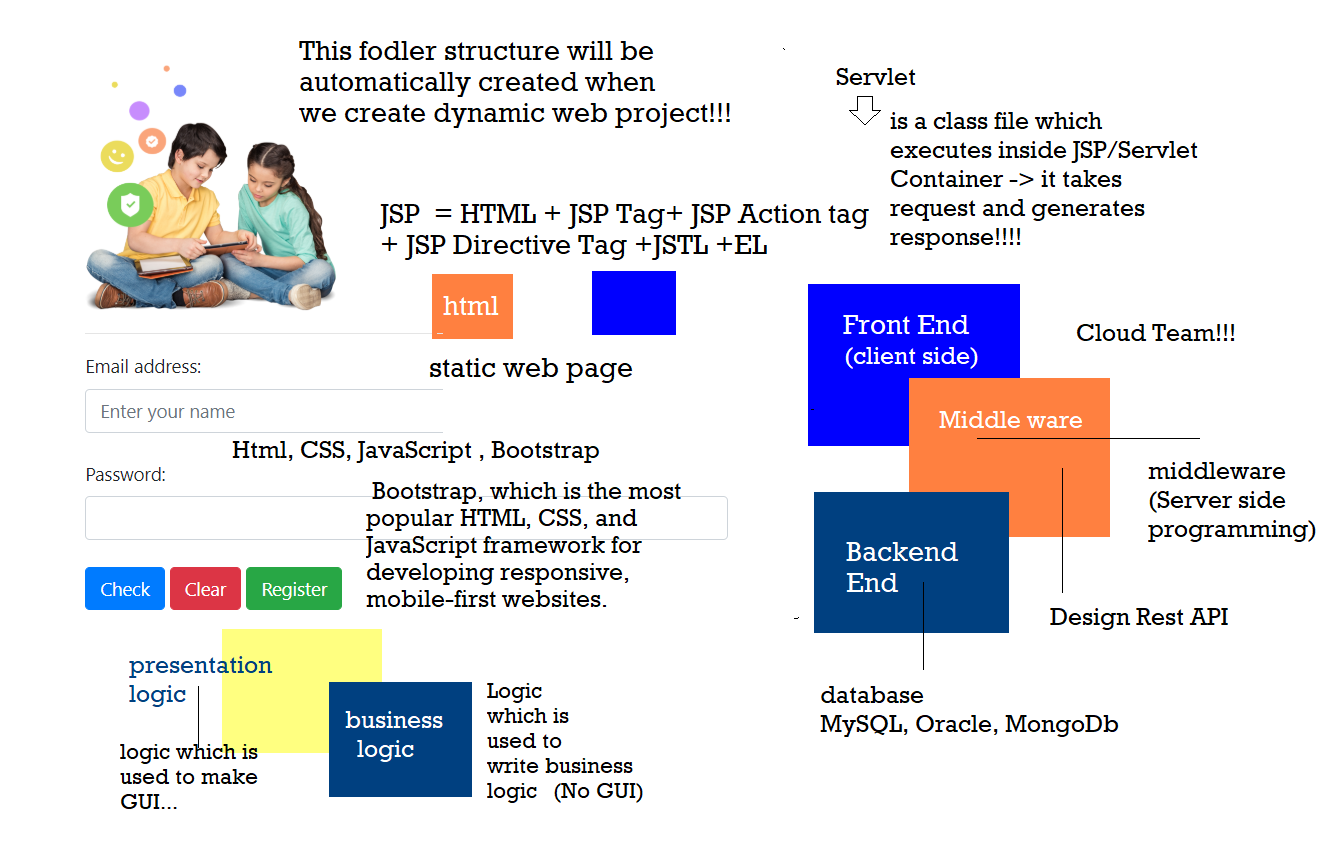 This fodler structure will be
automatically created when
we create dynamic web project!!!
Servlet
is a class file which
executes inside JSP/Servlet
Container -> it takes
request and generates
response!!!!
JSP = HTML + JSP Tag+ JSP Action tag
+ JSP Directive Tag +JSTL +EL
html
static web page
Front End
(client side)
Cloud Team!!!
Middle ware
middleware
(Server side
programming)
Email address:
Enter your name
Html, CSS, JavaScript , Bootstrap
Password:
Bootstrap, which is the most
popular HTML, CSS, and
JavaScript framework for
developing responsive,
mobile-first websites.
Check Clear Register
Backend
End
Design Rest API
database
MySQL, Oracle, MongoDb
presentation
logic
logic which is
used to make
GUI...
business
logic
Logic
which is
used to
write business
logic (No GUI)